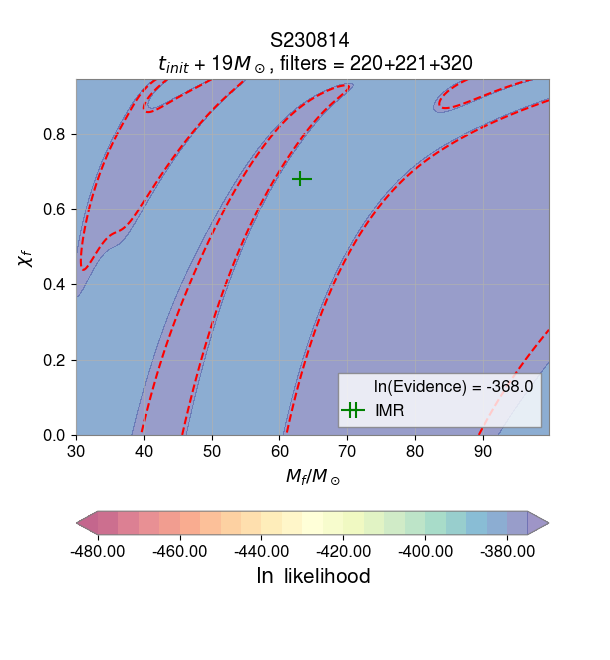 S230814
t_init + 19M_⊙, filters = 220+221+320
χ_f
0.8
0.6
0.4
0.2
0.0
30 40 50 60 70 80 90
M_f/M_⊙
ln(Evidence) = -368.0
IMR
-480.00 -460.00 -440.00 -420.00 -400.00 -380.00
ln likelihood